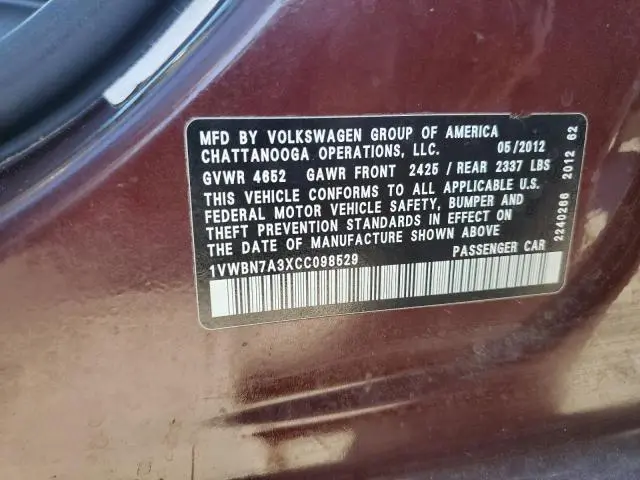 MFD BY VOLKSWAGEN GROUP OF AMERICA
CHATTANOOGA OPERATIONS, LLC. 05/2012
GVWR 4652 GAWR FRONT 2425 / REAR 2337 LBS
THIS VEHICLE CONFORMS TO ALL APPLICABLE U.S.
FEDERAL MOTOR VEHICLE SAFETY, BUMPER AND
THEFT PREVENTION STANDARDS IN EFFECT ON
THE DATE OF MANUFACTURE SHOWN ABOVE
1VWBN7A3XCC098529 PASSENGER CAR
2240266 2012 62